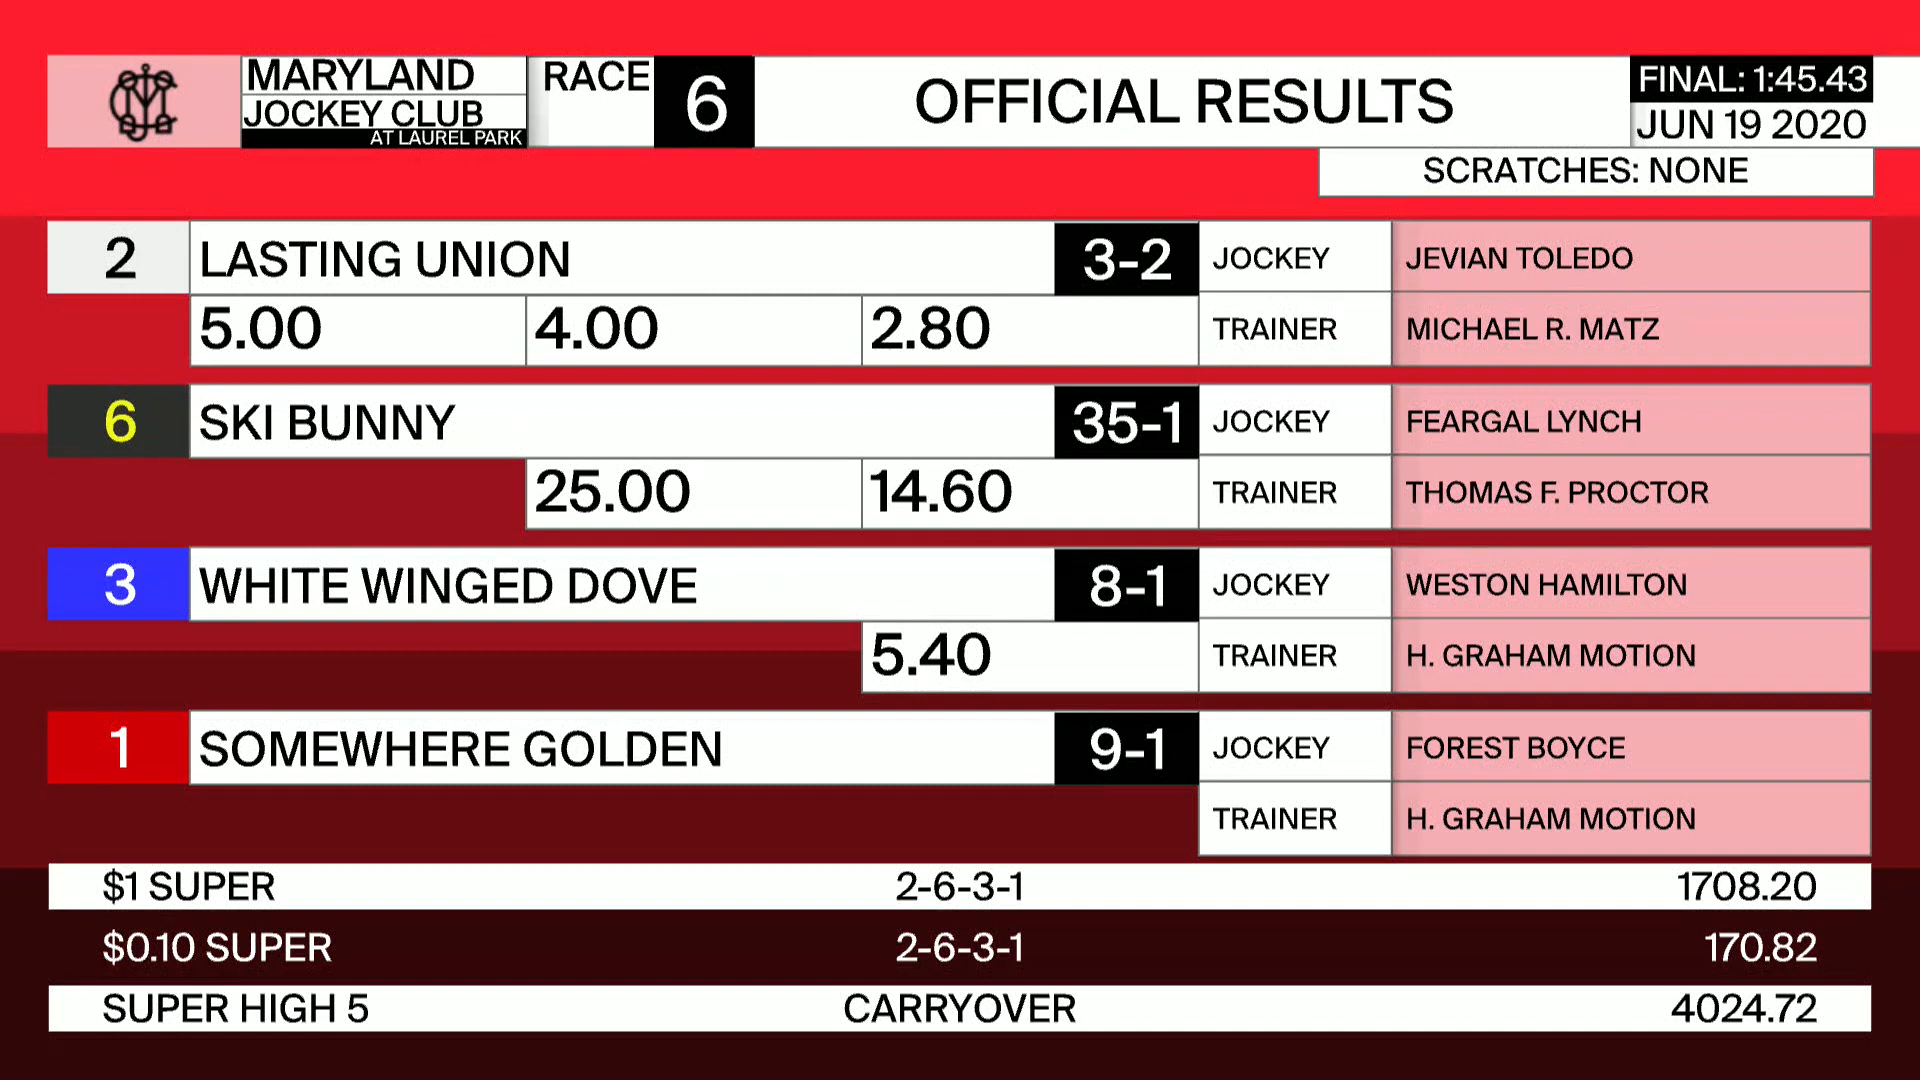 MARYLAND
JOCKEY CLUB
AT LAUREL PARK
RACE 6
OFFICIAL RESULTS
FINAL: 1:45.43
JUN 19 2020
SCRATCHES: NONE
2 LASTING UNION 3-2 JOCKEY JEVIAN TOLEDO
5.00 4.00 2.80 TRAINER MICHAEL R. MATZ
6 SKI BUNNY 35-1 JOCKEY FEARGAL LYNCH
25.00 14.60 TRAINER THOMAS F. PROCTOR
3 WHITE WINGED DOVE 8-1 JOCKEY WESTON HAMILTON
5.40 TRAINER H. GRAHAM MOTION
1 SOMEWHERE GOLDEN 9-1 JOCKEY FOREST BOYCE
TRAINER H. GRAHAM MOTION
$1 SUPER 2-6-3-1 1708.20
$0.10 SUPER 2-6-3-1 170.82
SUPER HIGH 5 CARRYOVER 4024.72